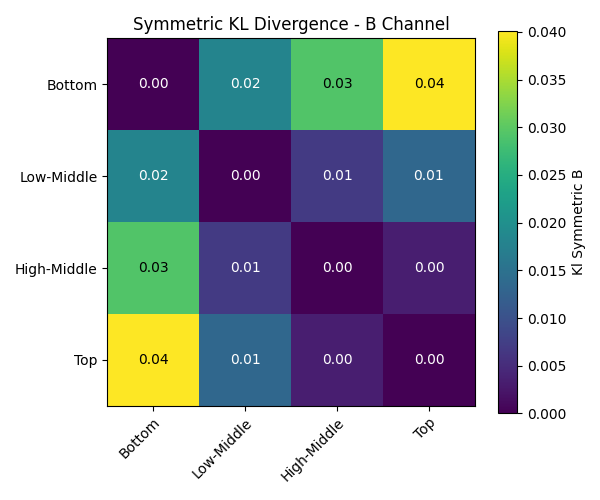 Symmetric KL Divergence - B Channel
Bottom 0.00 0.02 0.03 0.04
Low-Middle 0.02 0.00 0.01 0.01
High-Middle 0.03 0.01 0.00 0.00
Top 0.04 0.01 0.00 0.00
Bottom Low-Middle High-Middle Top
0.040
0.035
0.030
0.025
0.020
0.015
0.010
0.005
0.000
Kl Symmetric B